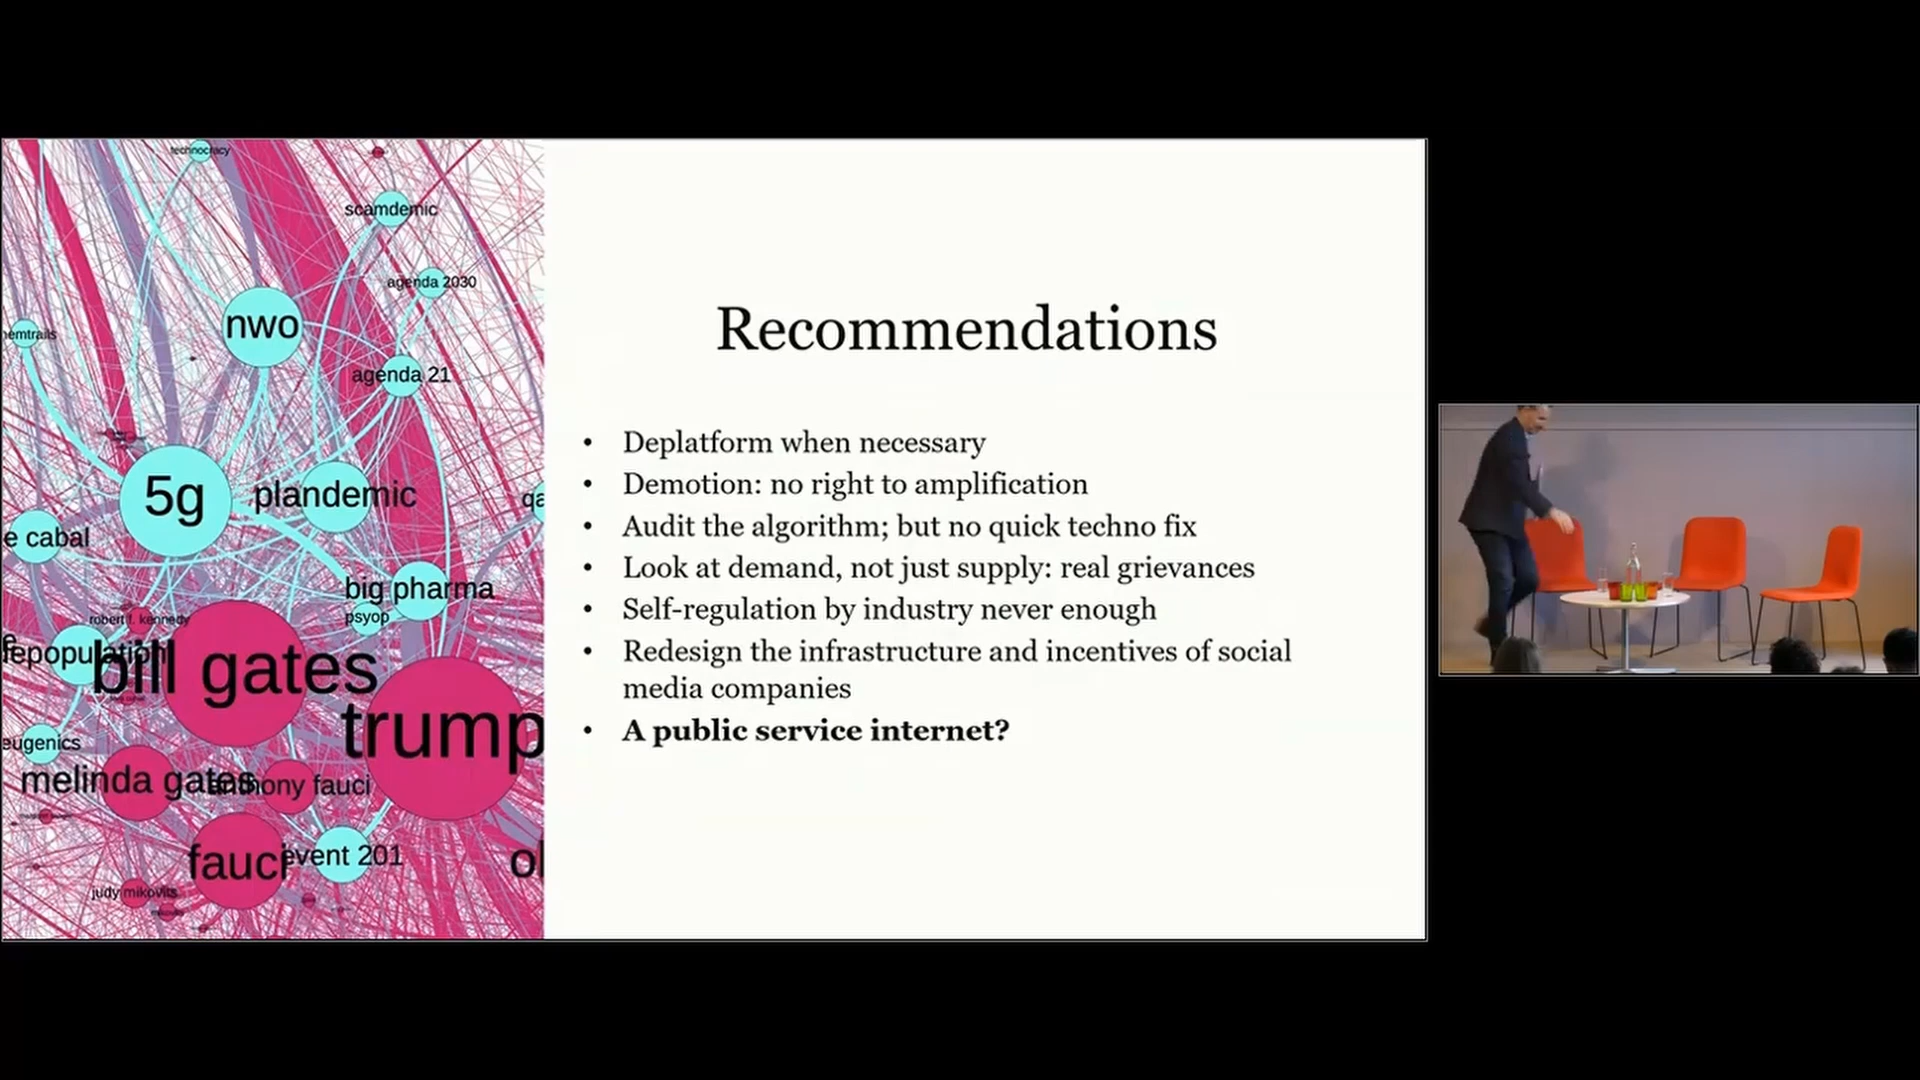 technocracy
scamdemic
agenda 2030
nwo
hemtrails
agenda 21
5g
plandemic
qa
e cabal
big pharma
psyop
robert f. kennedy
epopulation
bill gates
trump
eugenics
melinda gates
anthony fauci
fauci
event 201
judy mikovits
Recommendations
• Deplatform when necessary
• Demotion: no right to amplification
• Audit the algorithm; but no quick techno fix
• Look at demand, not just supply: real grievances
• Self-regulation by industry never enough
• Redesign the infrastructure and incentives of social
media companies
• A public service internet?